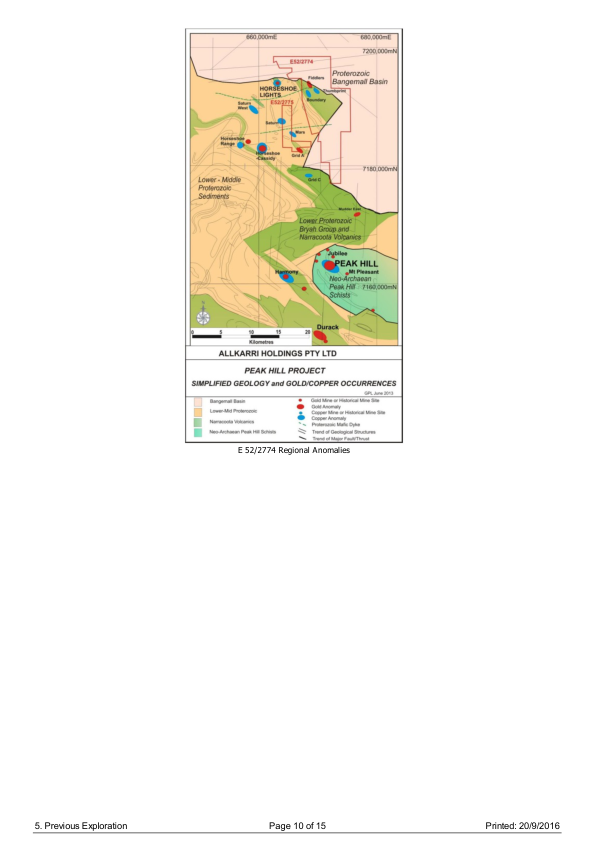 660,000mE 680,000mE
7200,000mN
E52/2774
Proterozoic
Bangemall Basin
Fiddlers
HORSESHOE
LIGHTS
Thumbprint
Boundary
E52/2775
Saturn
West
Saturn
Mars
Horseshoe
Range
Horseshoe
-Cassidy
Grid A
7180,000mN
Grid C
Lower - Middle
Proterozoic
Sediments
Lower Proterozoic
Bryah Group and
Narracoota Volcanics
Jubilee
PEAK HILL
Mt Pleasant
Harmony
Neo-Archaean
Peak Hill
Schists
7160,000mN
Durack
0 5 10 15 20
Kilometres
ALLKARRI HOLDINGS PTY LTD
PEAK HILL PROJECT
SIMPLIFIED GEOLOGY and GOLD/COPPER OCCURRENCES
GPL June 2013
Bangemall Basin
Lower-Mid Proterozoic
Narracoota Volcanics
Neo-Archaean Peak Hill Schists
Gold Mine or Historical Mine Site
Gold Anomaly
Copper Mine or Historical Mine Site
Copper Anomaly
Proterozoic Mafic Dyke
Trend of Geological Structures
Trend of Major Fault/Thrust
E 52/2774 Regional Anomalies
5. Previous Exploration Page 10 of 15 Printed: 20/9/2016